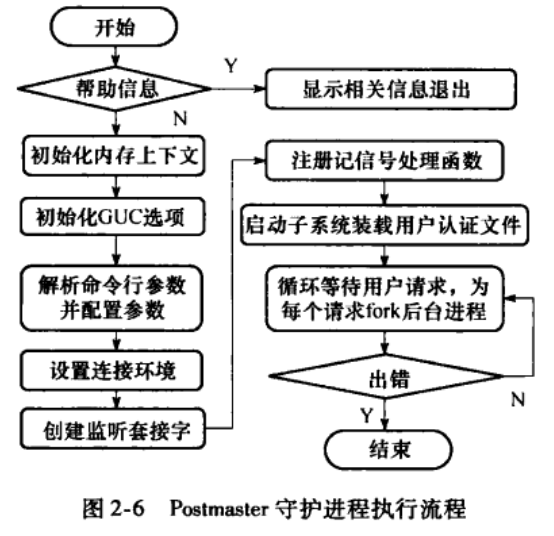 开始
帮助信息
Y
显示相关信息退出
N
初始化内存上下文
初始化GUC选项
解析命令行参数
并配置参数
设置连接环境
创建监听套接字
注册记信号处理函数
启动子系统装载用户认证文件
循环等待用户请求，为
每个请求fork后台进程
出错
N
Y
结束
图 2-6 Postmaster 守护进程执行流程